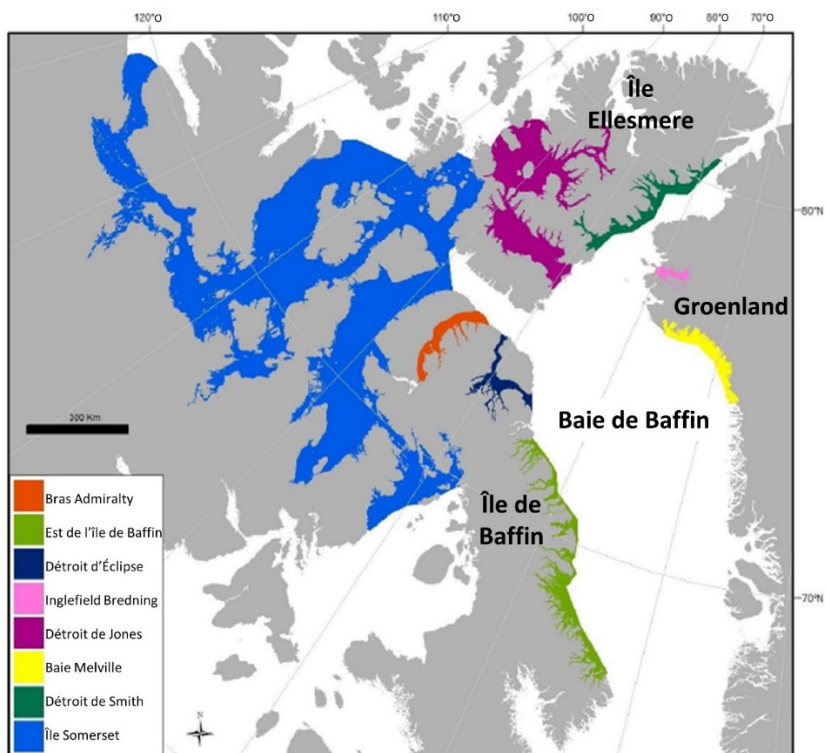 120°O
110°O
100°O
90°O
80°O
70°O
Île
Ellesmere
80°N
Groenland
Baie de Baffin
300 Km
Île de
Baffin
70°N
Bras Admiralty
Est de l'île de Baffin
Détroit d'Éclipse
Inglefield Bredning
Détroit de Jones
Baie Melville
Détroit de Smith
Île Somerset
N